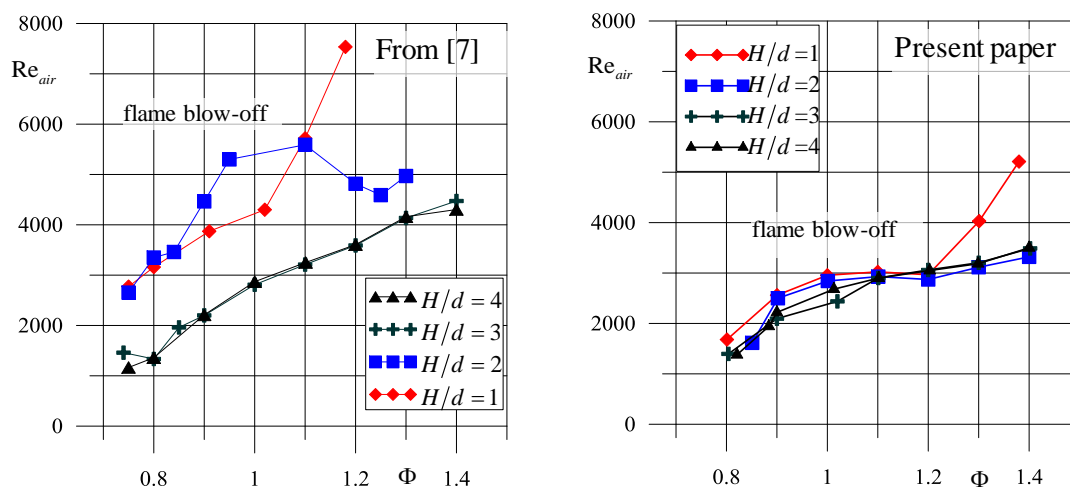 8000
Re_air
From [7]
flame blow-off
6000
4000
2000
0
H/d = 4
H/d = 3
H/d = 2
H/d = 1
0.8 1 1.2 Φ 1.4
8000
Re_air
Present paper
H/d = 1
H/d = 2
H/d = 3
H/d = 4
6000
4000
flame blow-off
2000
0
0.8 1 1.2 Φ 1.4